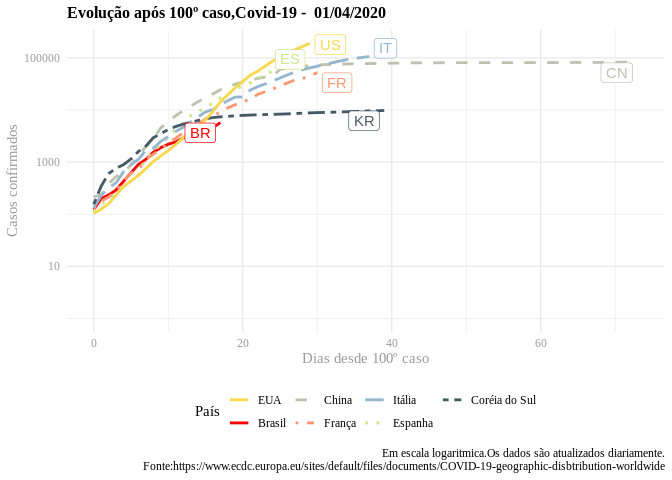 Evolução após 100º caso,Covid-19 -  01/04/2020
US
IT
ES
CN
FR
KR
BR
100000
1000
10
Casos confirmados
0
20
40
60
Dias desde 100º caso
País
EUA
China
Itália
Coréia do Sul
Brasil
França
Espanha
Em escala logaritmica.Os dados são atualizados diariamente.
Fonte:https://www.ecdc.europa.eu/sites/default/files/documents/COVID-19-geographic-disbtribution-worldwide